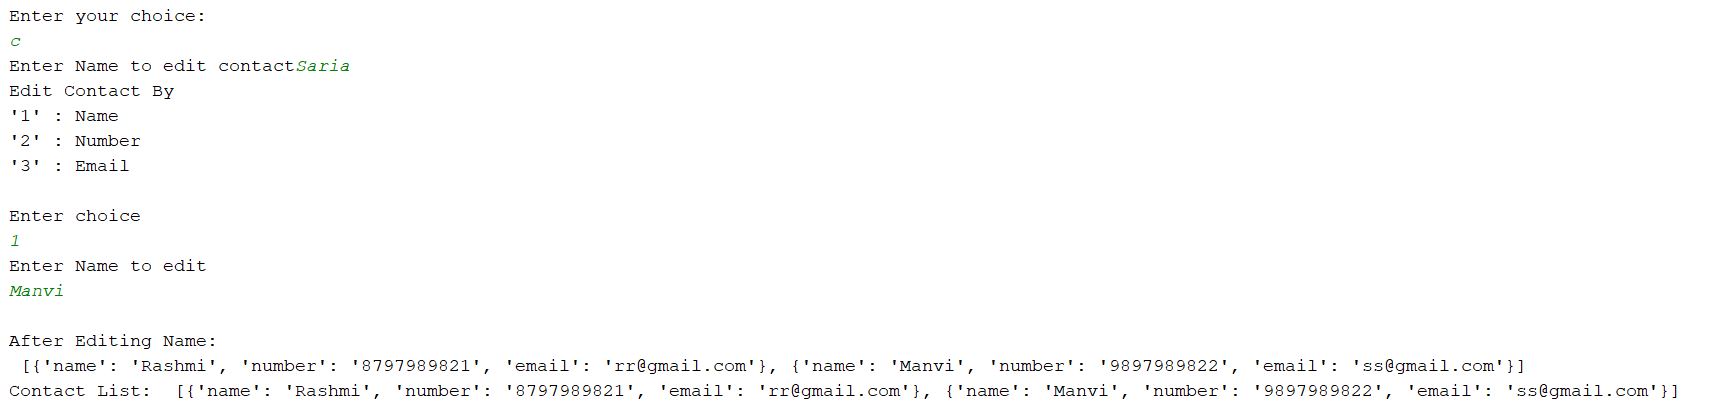 Enter your choice:
c
Enter Name to edit contactSaria
Edit Contact By
'1' : Name
'2' : Number
'3' : Email
Enter choice
1
Enter Name to edit
Manvi
After Editing Name:
[{'name': 'Rashmi', 'number': '8797989821', 'email': 'rr@gmail.com'}, {'name': 'Manvi', 'number': '9897989822', 'email': 'ss@gmail.com'}]
Contact List:  [{'name': 'Rashmi', 'number': '8797989821', 'email': 'rr@gmail.com'}, {'name': 'Manvi', 'number': '9897989822', 'email': 'ss@gmail.com'}]